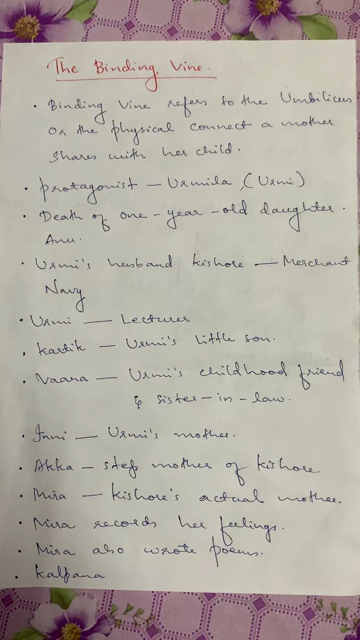 The Binding Vine.
• Binding Vine refers to the Umbilicus
Or the physical connect a mother
shares with her child.
• protagonist — Urmila (Urmi)
• Death of one-year-old daughter.
Anu.
• Urmi's husband kishore — Merchant
Navy
• Urmi — Lecturer
• Kartik — Urmi's little son.
• Vaana — Urmi's childhood friend
& sister-in-law.
• Inni — Urmi's mother.
• Akka — step mother of kishore.
• Mira — kishore's actual mother.
• Mira records her feelings.
• Mira also wrote poems.
• Kalpana